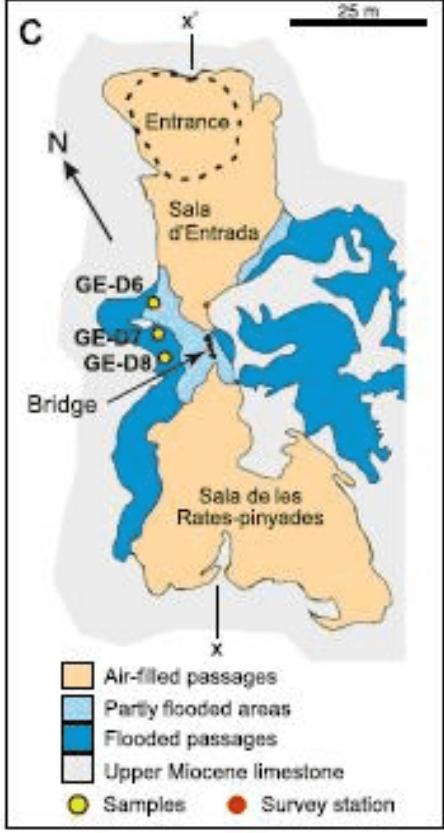 C
25 m
x'
Entrance
N
Sala
d'Entrada
GE-D6
GE-D7
GE-D8
Bridge
Sala de les
Rates-pinyades
x
Air-filled passages
Partly flooded areas
Flooded passages
Upper Miocene limestone
Samples
Survey station